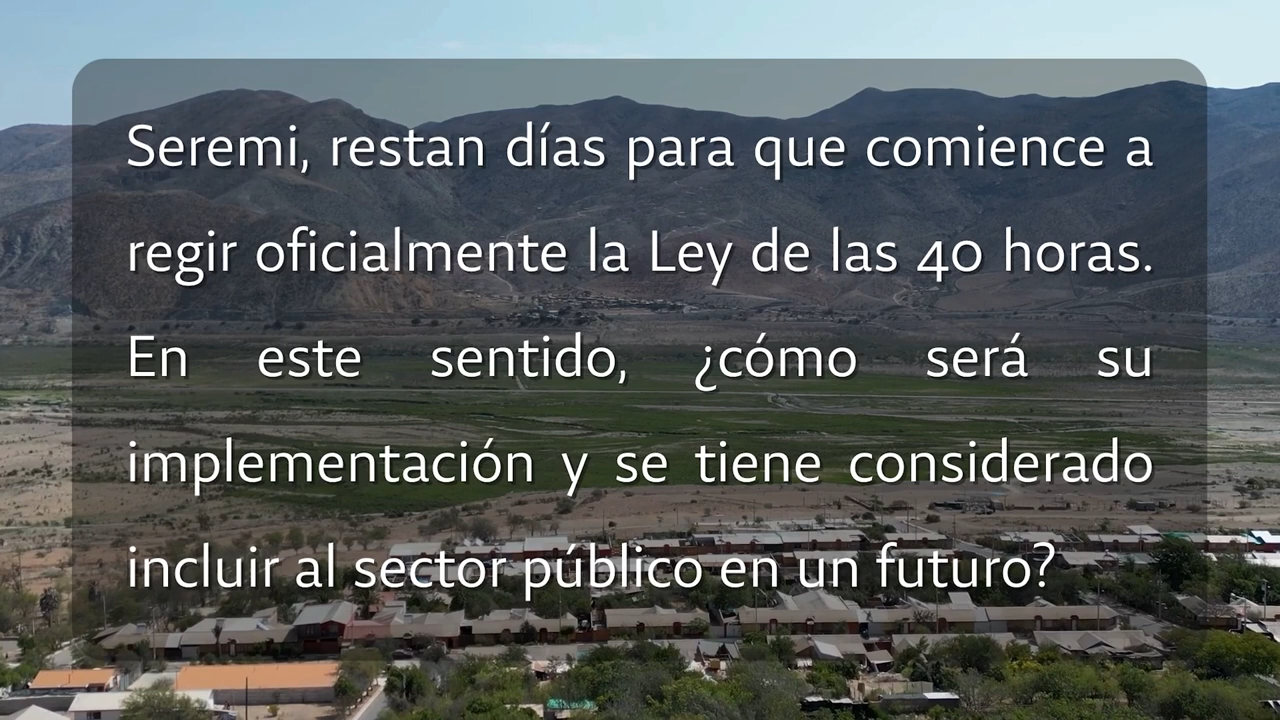 Seremi, restan días para que comience a
regir oficialmente la Ley de las 40 horas.
En este sentido, ¿cómo será su
implementación y se tiene considerado
incluir al sector público en un futuro?